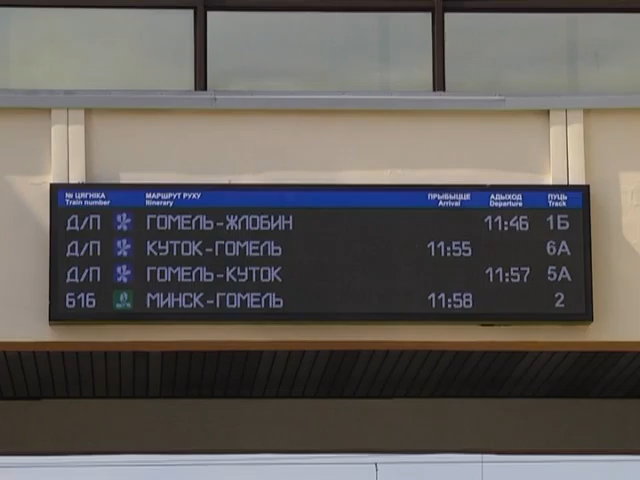 № ЦЯГНІКА МАРШРУТ РУХУ ПРЫБЫЦЦЕ АДЫХОД ПУЦЬ
Train number Itinerary Arrival Departure Track
Д/П ГОМЕЛЬ-ЖЛОБИН 11:46 1Б
Д/П КУТОК-ГОМЕЛЬ 11:55 6А
Д/П ГОМЕЛЬ-КУТОК 11:57 5А
616 МИНСК-ГОМЕЛЬ 11:58 2